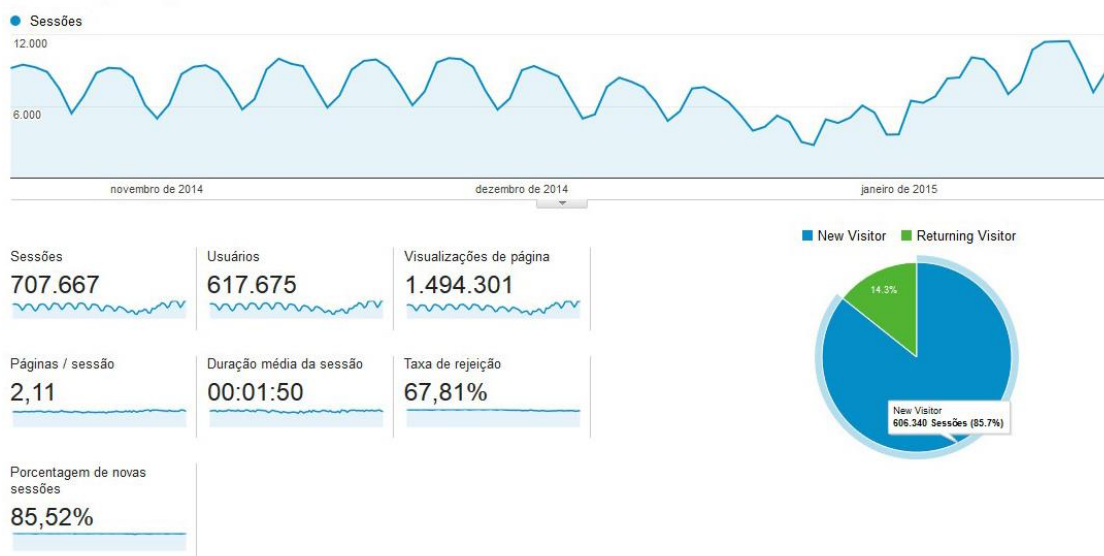 Sessões
12.000
6.000
novembro de 2014
dezembro de 2014
janeiro de 2015
New Visitor
Returning Visitor
Sessões
707.667
Usuários
617.675
Visualizações de página
1.494.301
Páginas / sessão
2,11
Duração média da sessão
00:01:50
Taxa de rejeição
67,81%
Porcentagem de novas
sessões
85,52%
14.3%
New Visitor
606.340 Sessões (85.7%)